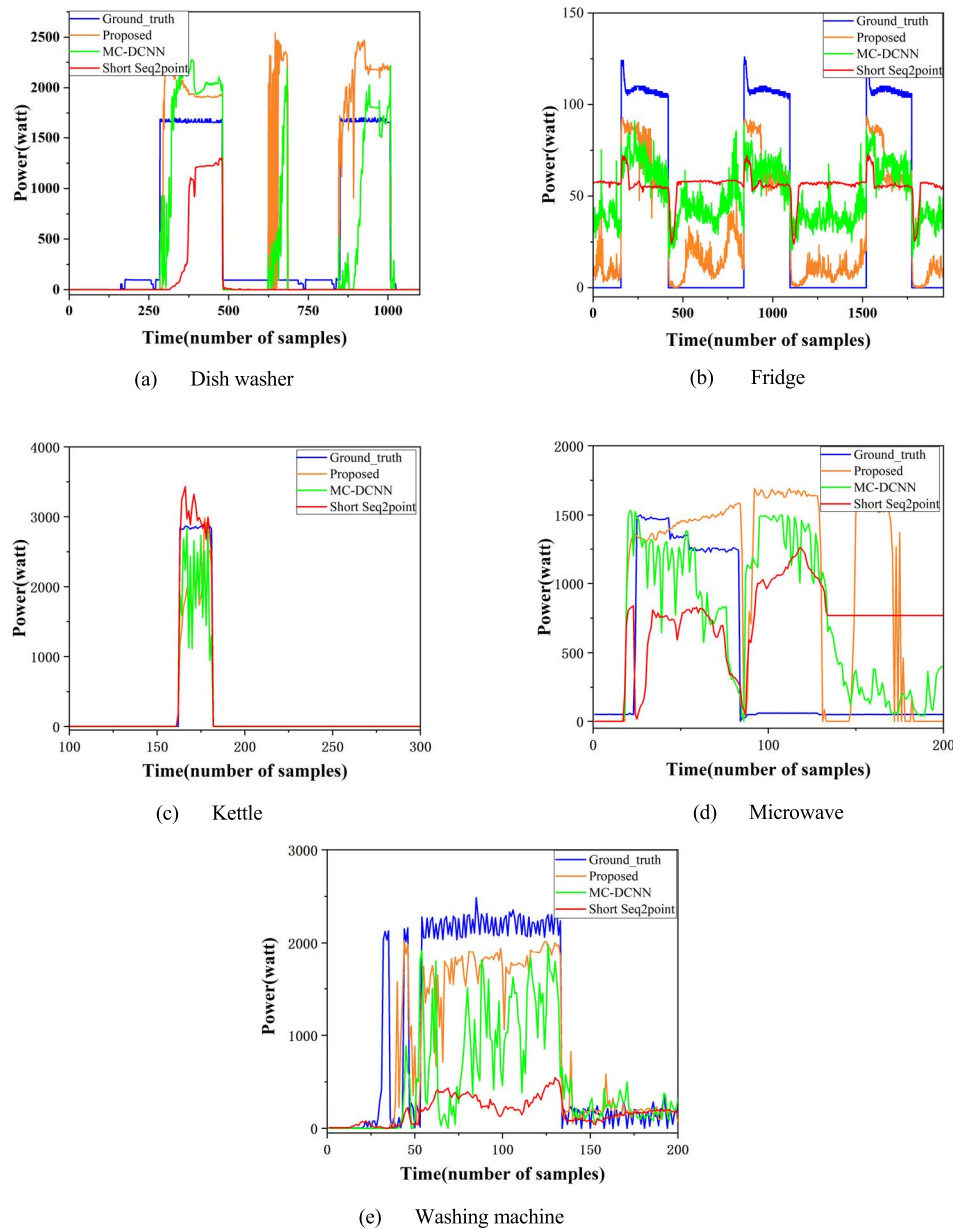 Ground_truth
Proposed
MC-DCNN
Short Seq2point
Power(watt)
2500
2000
1750
1500
1250
1000
750
500
250
0
0 250 500 750 1000
Time(number of samples)
(a) Dish washer
Ground_truth
Proposed
MC-DCNN
Short Seq2point
Power(watt)
150
100
50
0
0 500 1000 1500
Time(number of samples)
(b) Fridge
Ground_truth
Proposed
MC-DCNN
Short Seq2point
Power(watt)
4000
3000
2000
1000
0
100 150 200 250 300
Time(number of samples)
(c) Kettle
Ground_truth
Proposed
MC-DCNN
Short Seq2point
Power(watt)
2000
1500
1000
500
0
0 100 200
Time(number of samples)
(d) Microwave
Ground_truth
Proposed
MC-DCNN
Short Seq2point
Power(watt)
3000
2000
1000
0
0 50 100 150 200
Time(number of samples)
(e) Washing machine